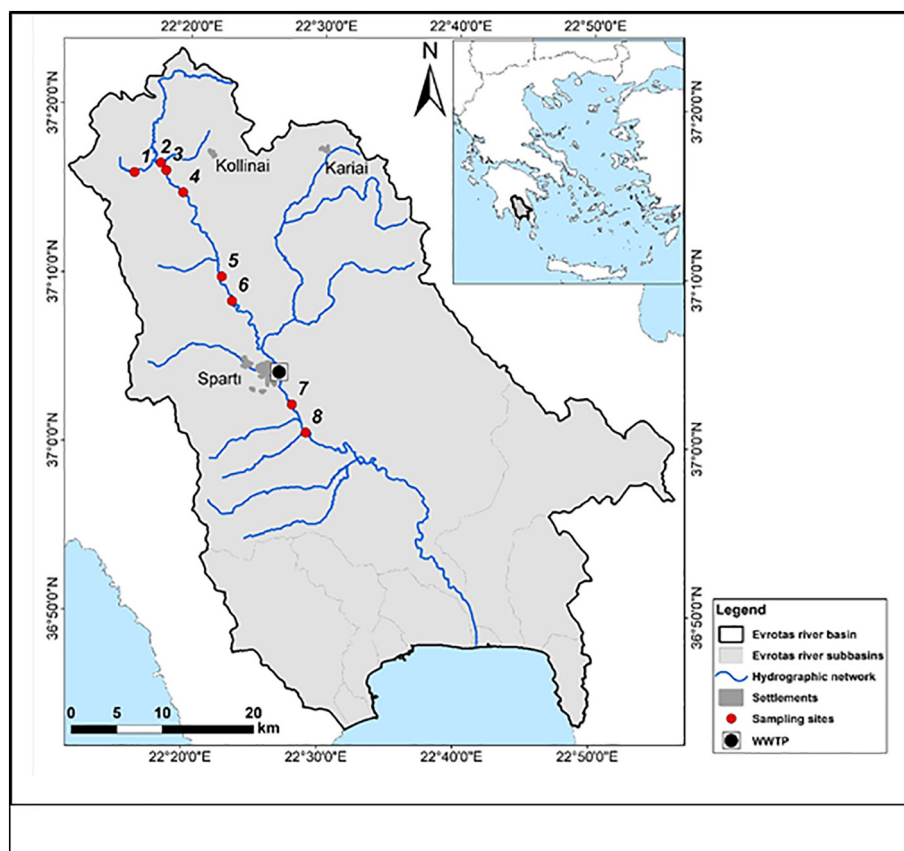 22°20'0"E 22°30'0"E 22°40'0"E 22°50'0"E
N
37°20'0"N
37°20'0"N
1
2
3
4
Kollinai
Kariai
37°10'0"N
37°10'0"N
5
6
Sparti
7
8
37°0'0"N
37°0'0"N
36°50'0"N
36°50'0"N
Legend
Evrotas river basin
Evrotas river subbasins
Hydrographic network
Settlements
Sampling sites
WWTP
0 5 10 20
km
22°20'0"E 22°30'0"E 22°40'0"E 22°50'0"E